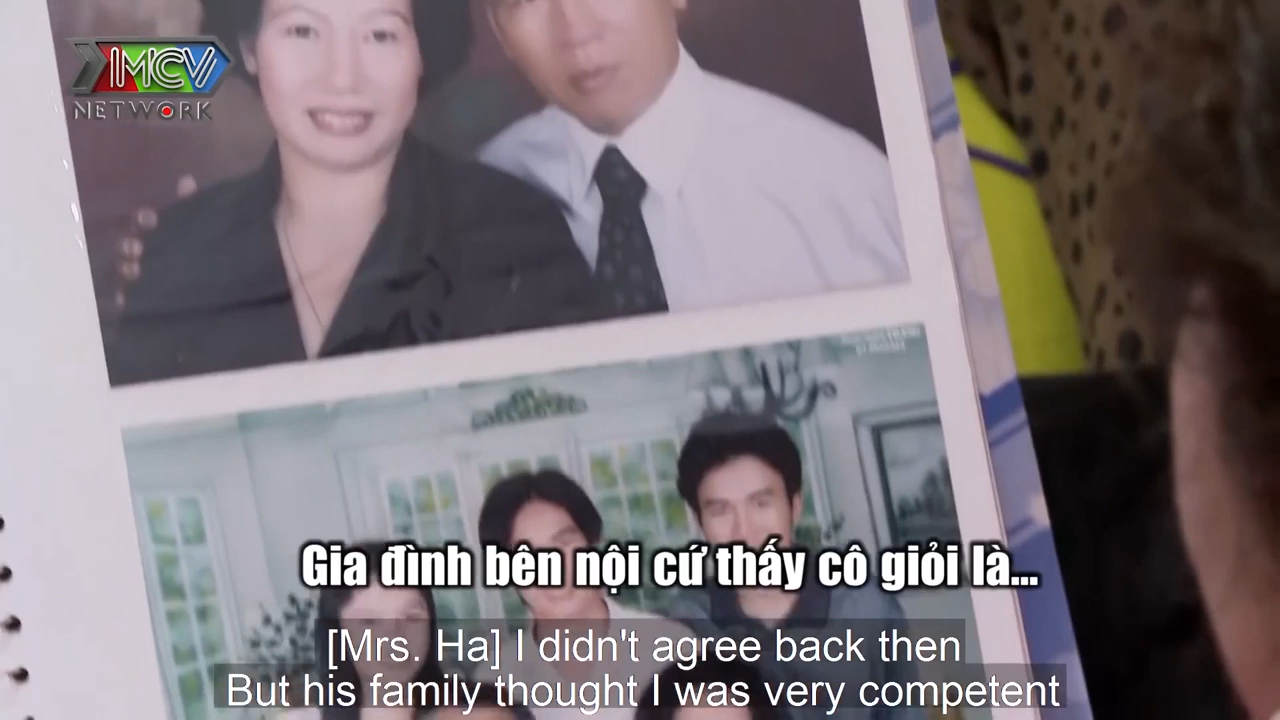 MCV
NETWORK
Gia đình bên nội cứ thấy cô giỏi là...
[Mrs. Ha] I didn't agree back then
But his family thought I was very competent